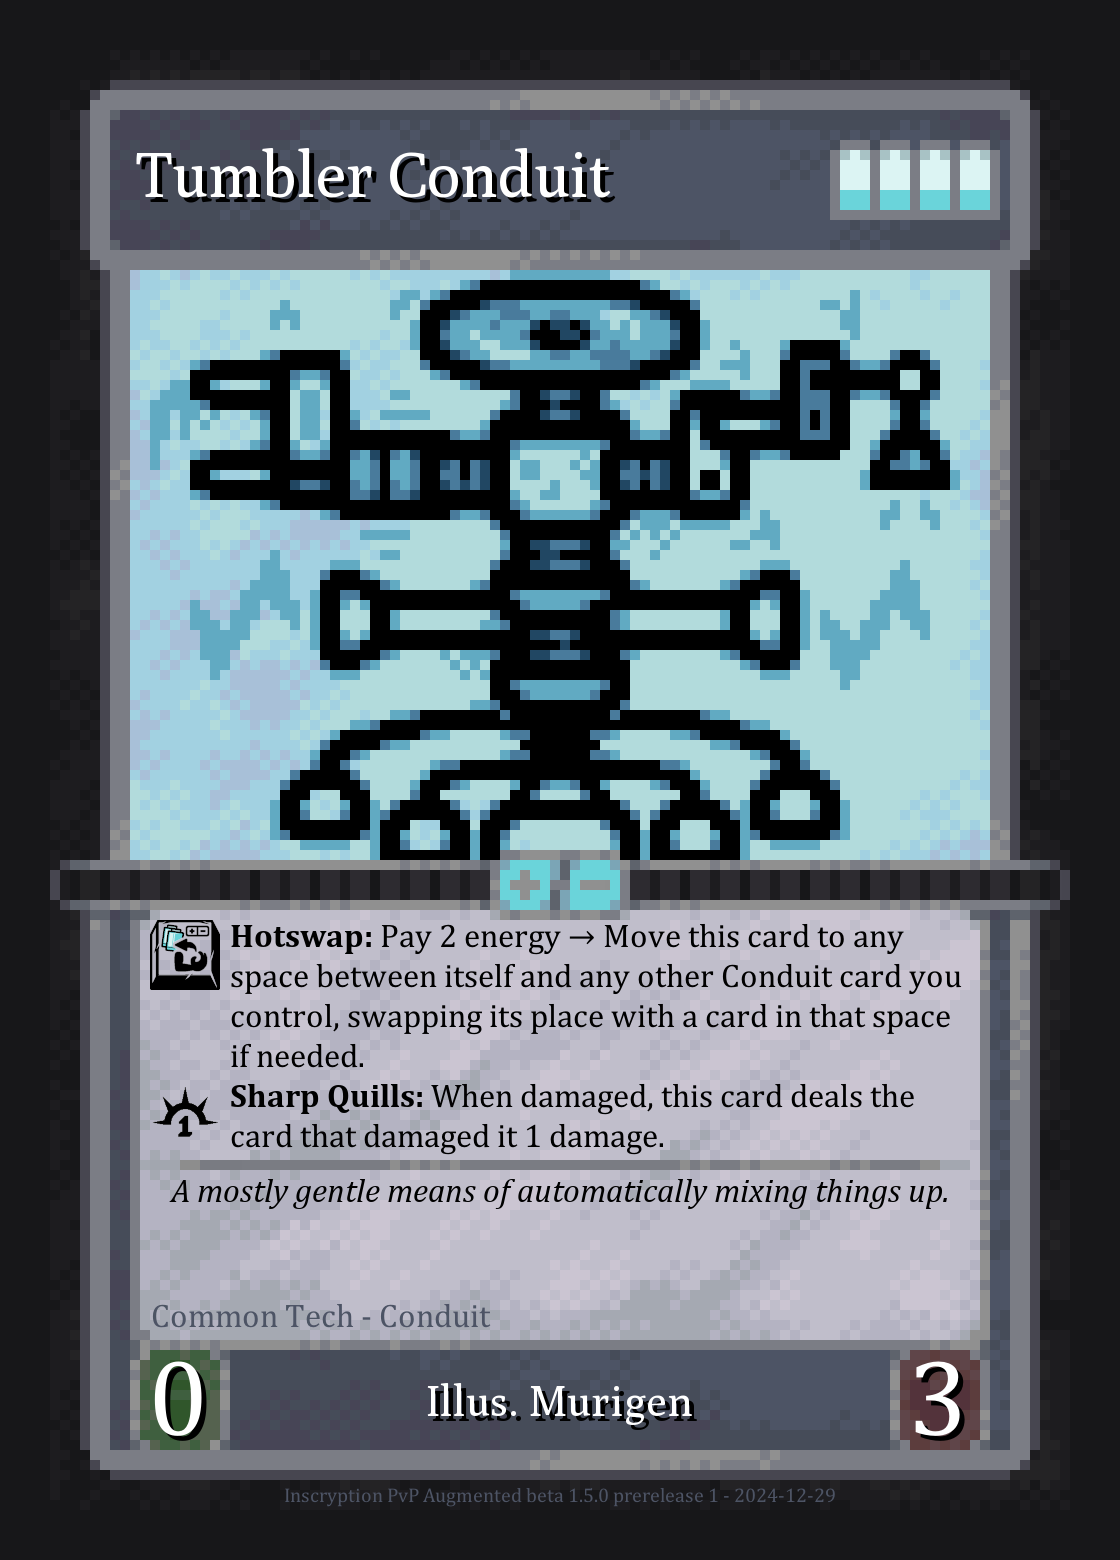 Tumbler Conduit
+/-
Hotswap: Pay 2 energy → Move this card to any
space between itself and any other Conduit card you
control, swapping its place with a card in that space
if needed.
1
Sharp Quills: When damaged, this card deals the
card that damaged it 1 damage.
A mostly gentle means of automatically mixing things up.
Common Tech - Conduit
0 Illus. Murigen 3
Inscryption PvP Augmented beta 1.5.0 prerelease 1 - 2024-12-29